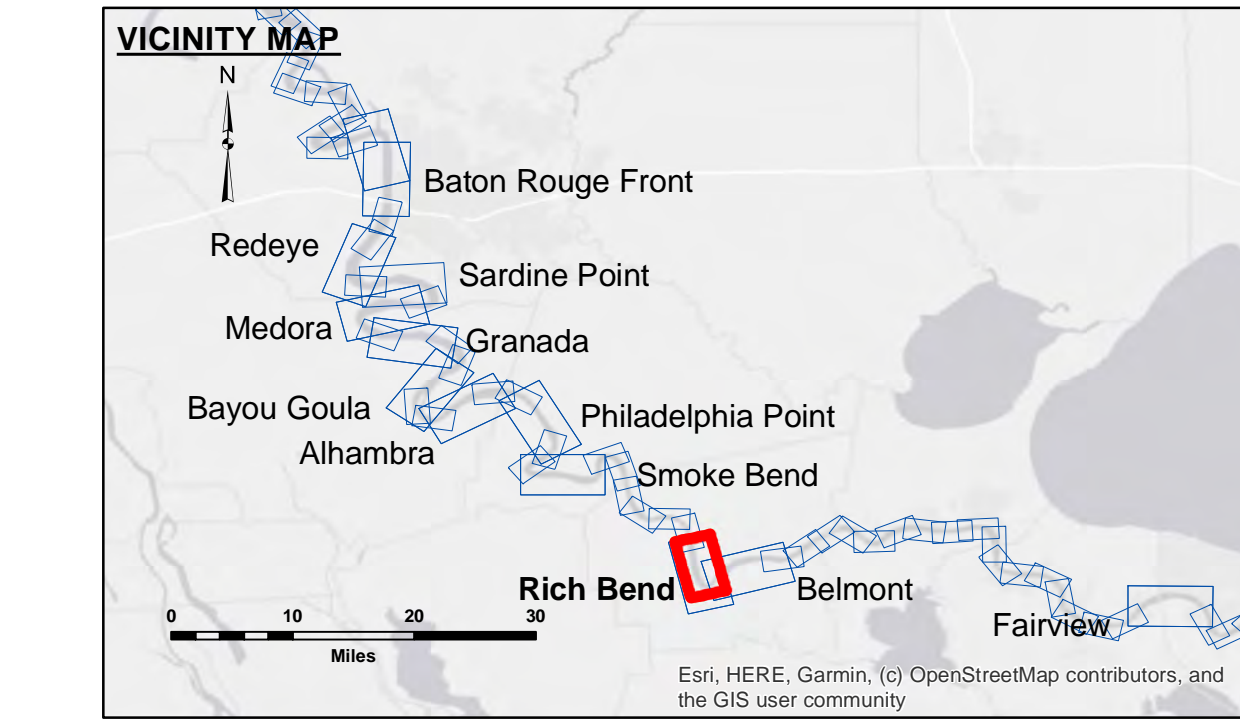 VICINITY MAP
N
Baton Rouge Front
Redeye
Sardine Point
Medora
Granada
Bayou Goula
Philadelphia Point
Alhambra
Smoke Bend
Rich Bend
Belmont
Fairview
0 10 20 30
Miles
Esri, HERE, Garmin, (c) OpenStreetMap contributors, and
the GIS user community